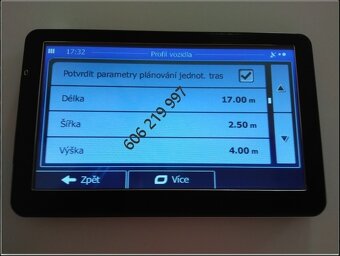 17:32 Profil vozidla
Potvrdit parametry plánování jednot. tras
Délka 17.00 m
Šířka 2.50 m
Výška 4.00 m
Zpět Více
606 219 997